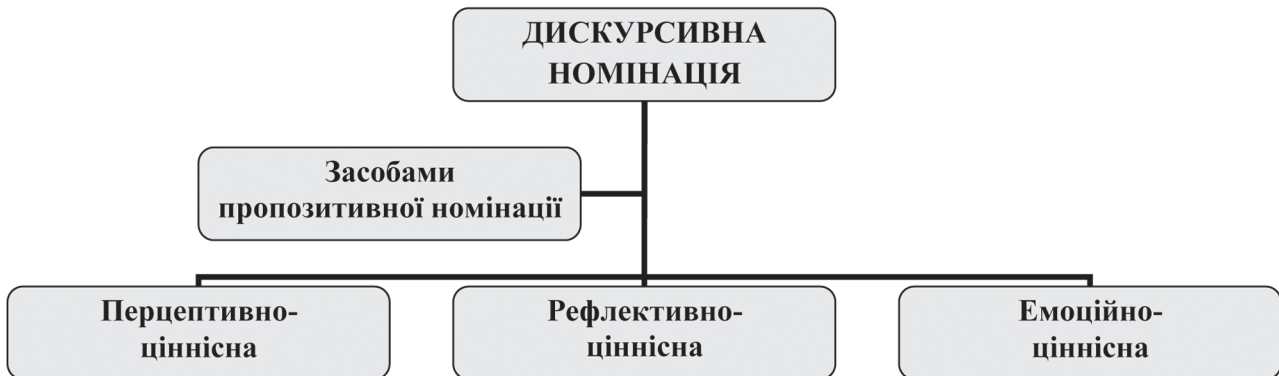 ДИСКУРСИВНА
НОМІНАЦІЯ
Засобами
пропозитивної номінації
Перцептивно-
ціннісна
Рефлективно-
ціннісна
Емоційно-
ціннісна